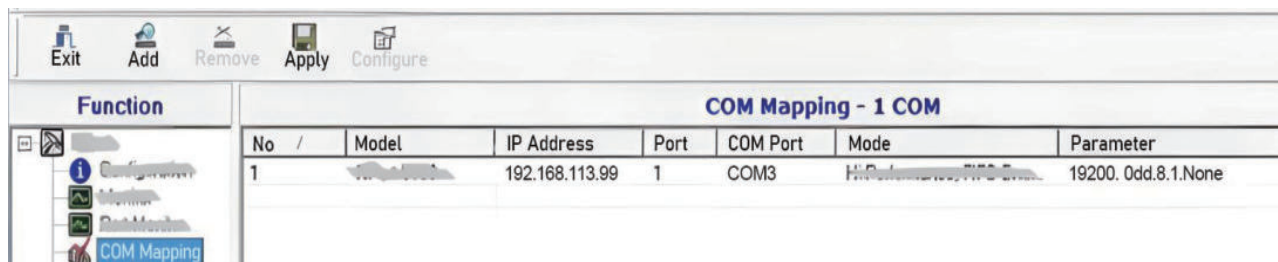 Exit Add Remove Apply Configure
Function
COM Mapping - 1 COM
No / Model IP Address Port COM Port Mode Parameter
1 192.168.113.99 1 COM3 19200. 0dd.8.1.None
COM Mapping